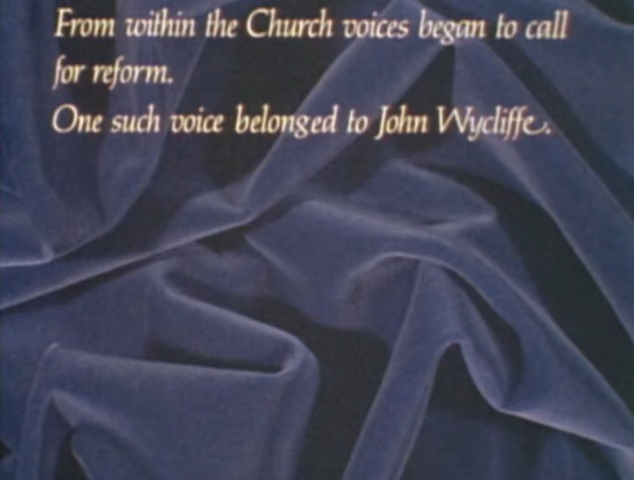 From within the Church voices began to call
for reform.
One such voice belonged to John Wycliffe.